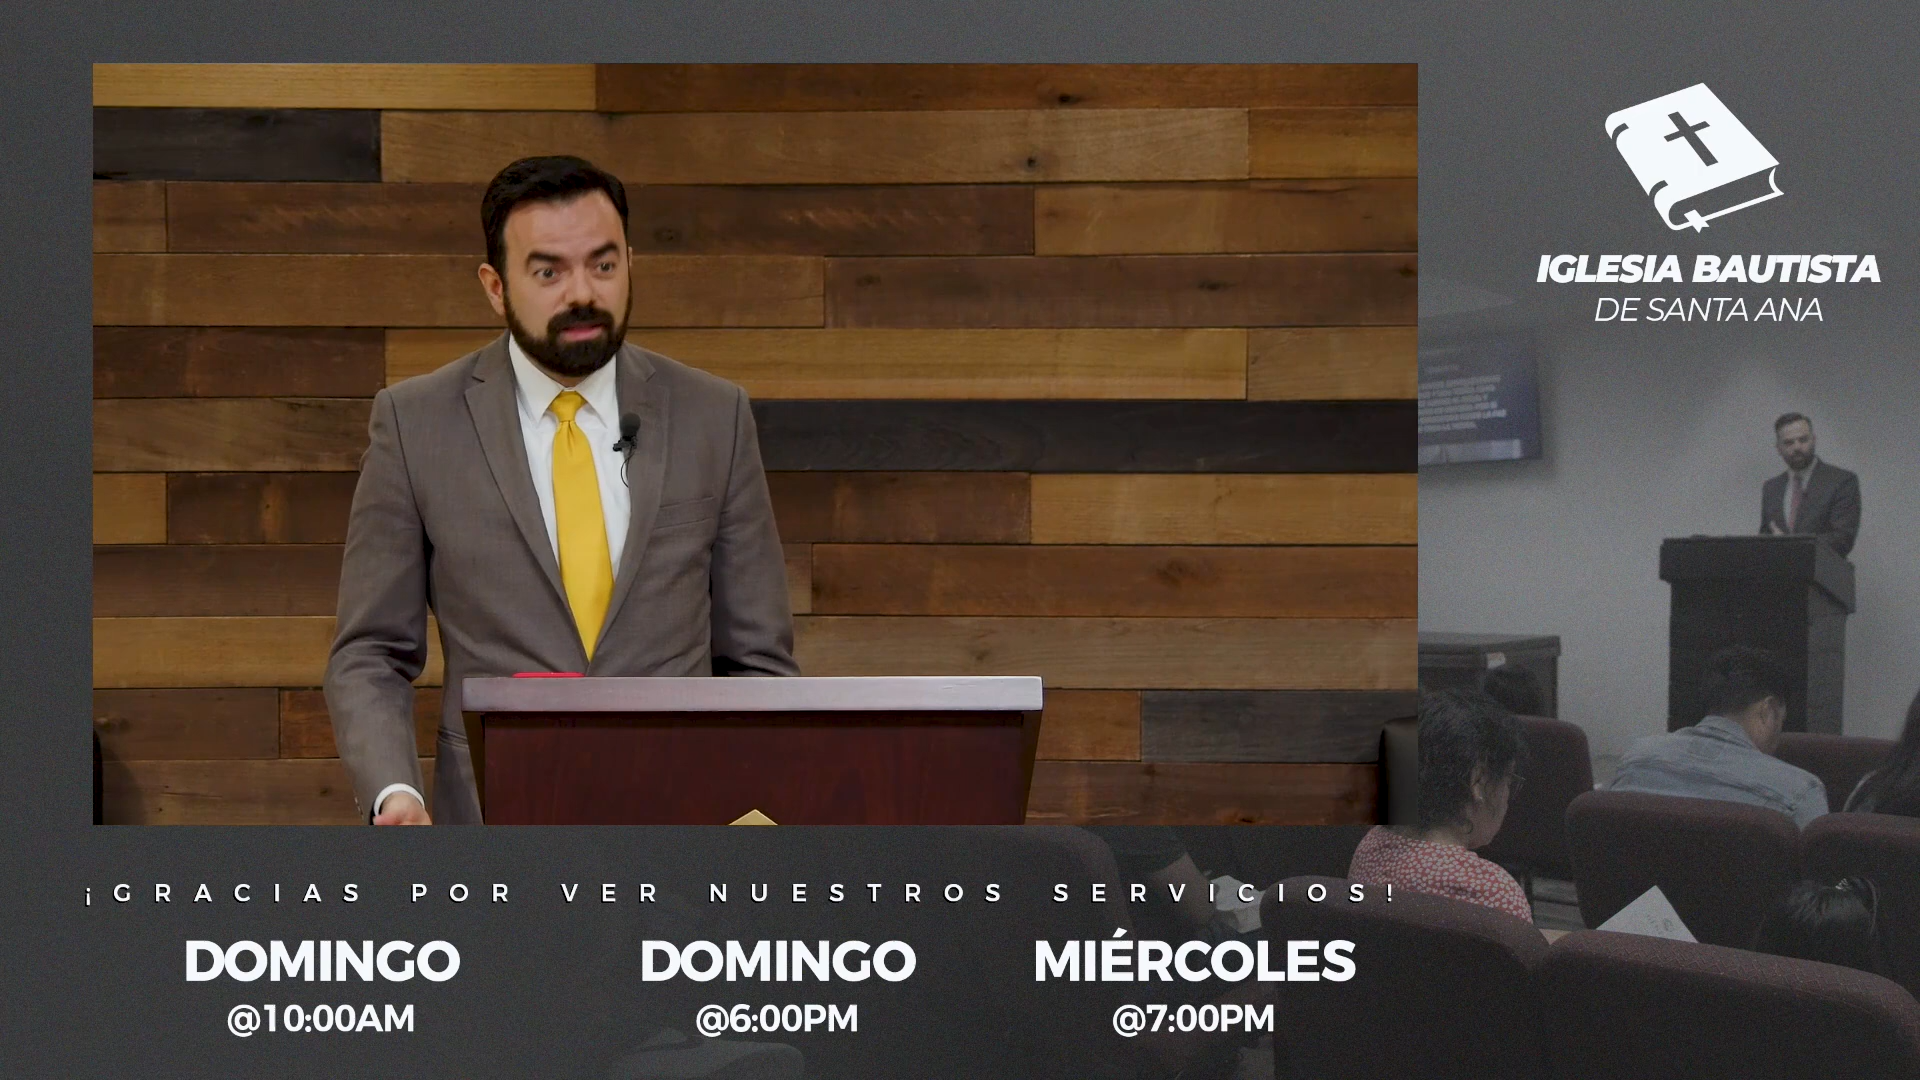 IGLESIA BAUTISTA
DE SANTA ANA
¡GRACIAS POR VER NUESTROS SERVICIOS!
DOMINGO
@10:00AM
DOMINGO
@6:00PM
MIÉRCOLES
@7:00PM